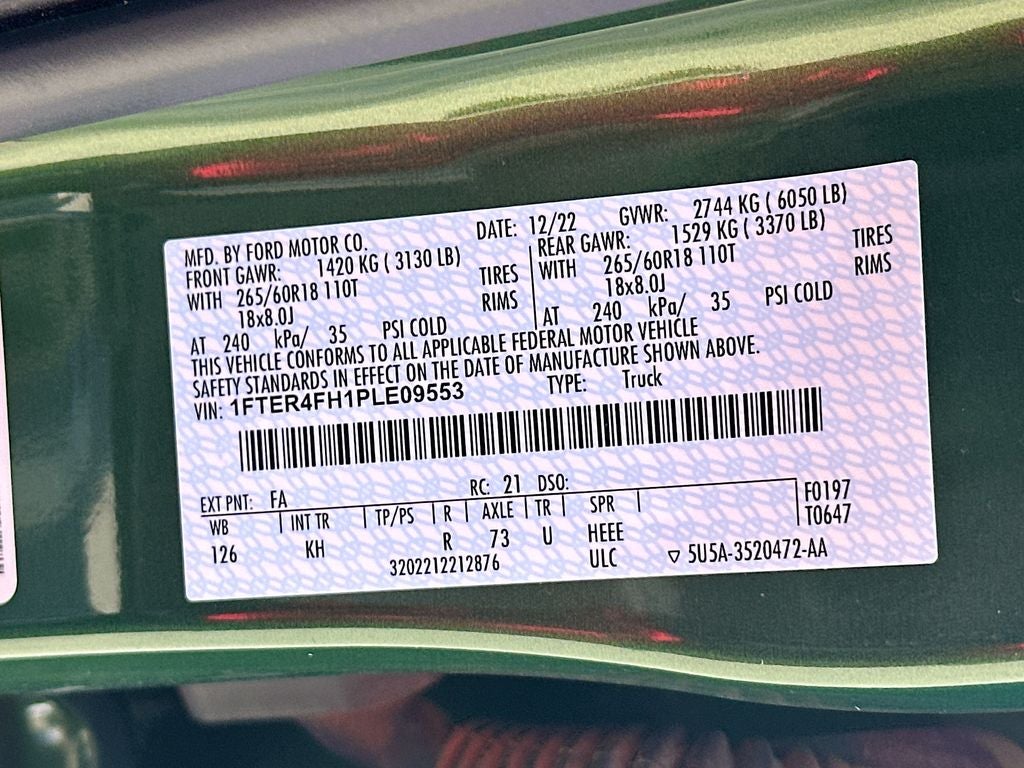 MFD. BY FORD MOTOR CO. DATE: 12/22 GVWR: 2744 KG ( 6050 LB)
FRONT GAWR: 1420 KG ( 3130 LB) REAR GAWR: 1529 KG ( 3370 LB)
WITH 265/60R18 110T TIRES WITH 265/60R18 110T TIRES
18x8.0J RIMS 18x8.0J RIMS
AT 240 kPa/ 35 PSI COLD AT 240 kPa/ 35 PSI COLD
THIS VEHICLE CONFORMS TO ALL APPLICABLE FEDERAL MOTOR VEHICLE
SAFETY STANDARDS IN EFFECT ON THE DATE OF MANUFACTURE SHOWN ABOVE.
VIN: 1FTER4FH1PLE09553 TYPE: Truck
EXT PNT: FA RC: 21 DSO: F0197
WB INT TR TP/PS R AXLE TR SPR T0647
126 KH R 73 U HEEE
3202212212876 ULC ▽ 5U5A-3520472-AA